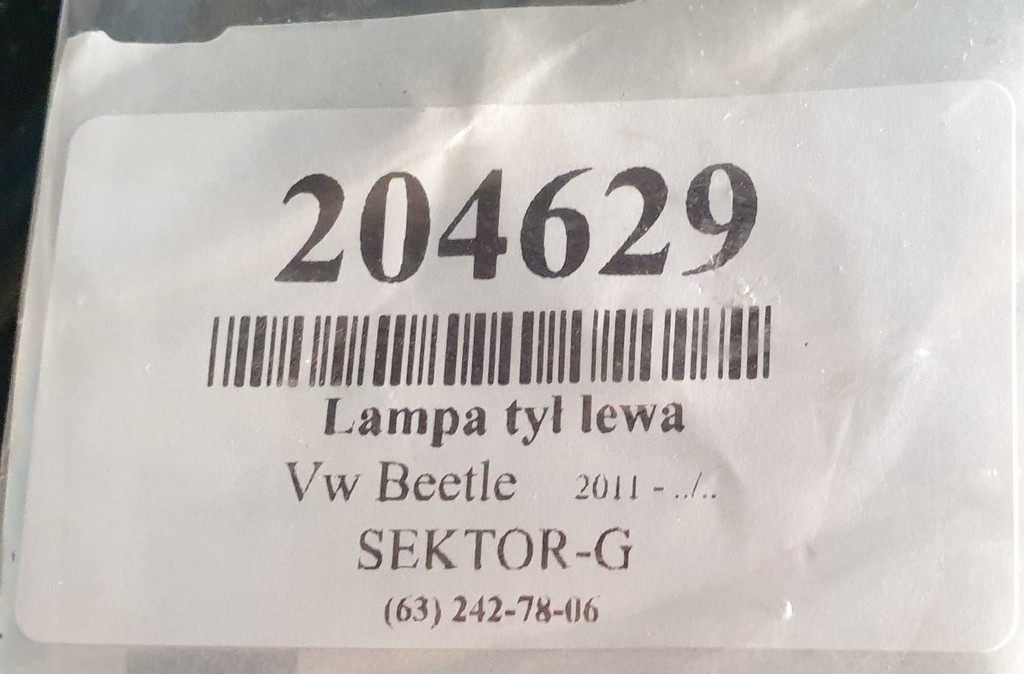 204629
Lampa tył lewa
Vw Beetle 2011 - ../..
SEKTOR-G
(63) 242-78-06